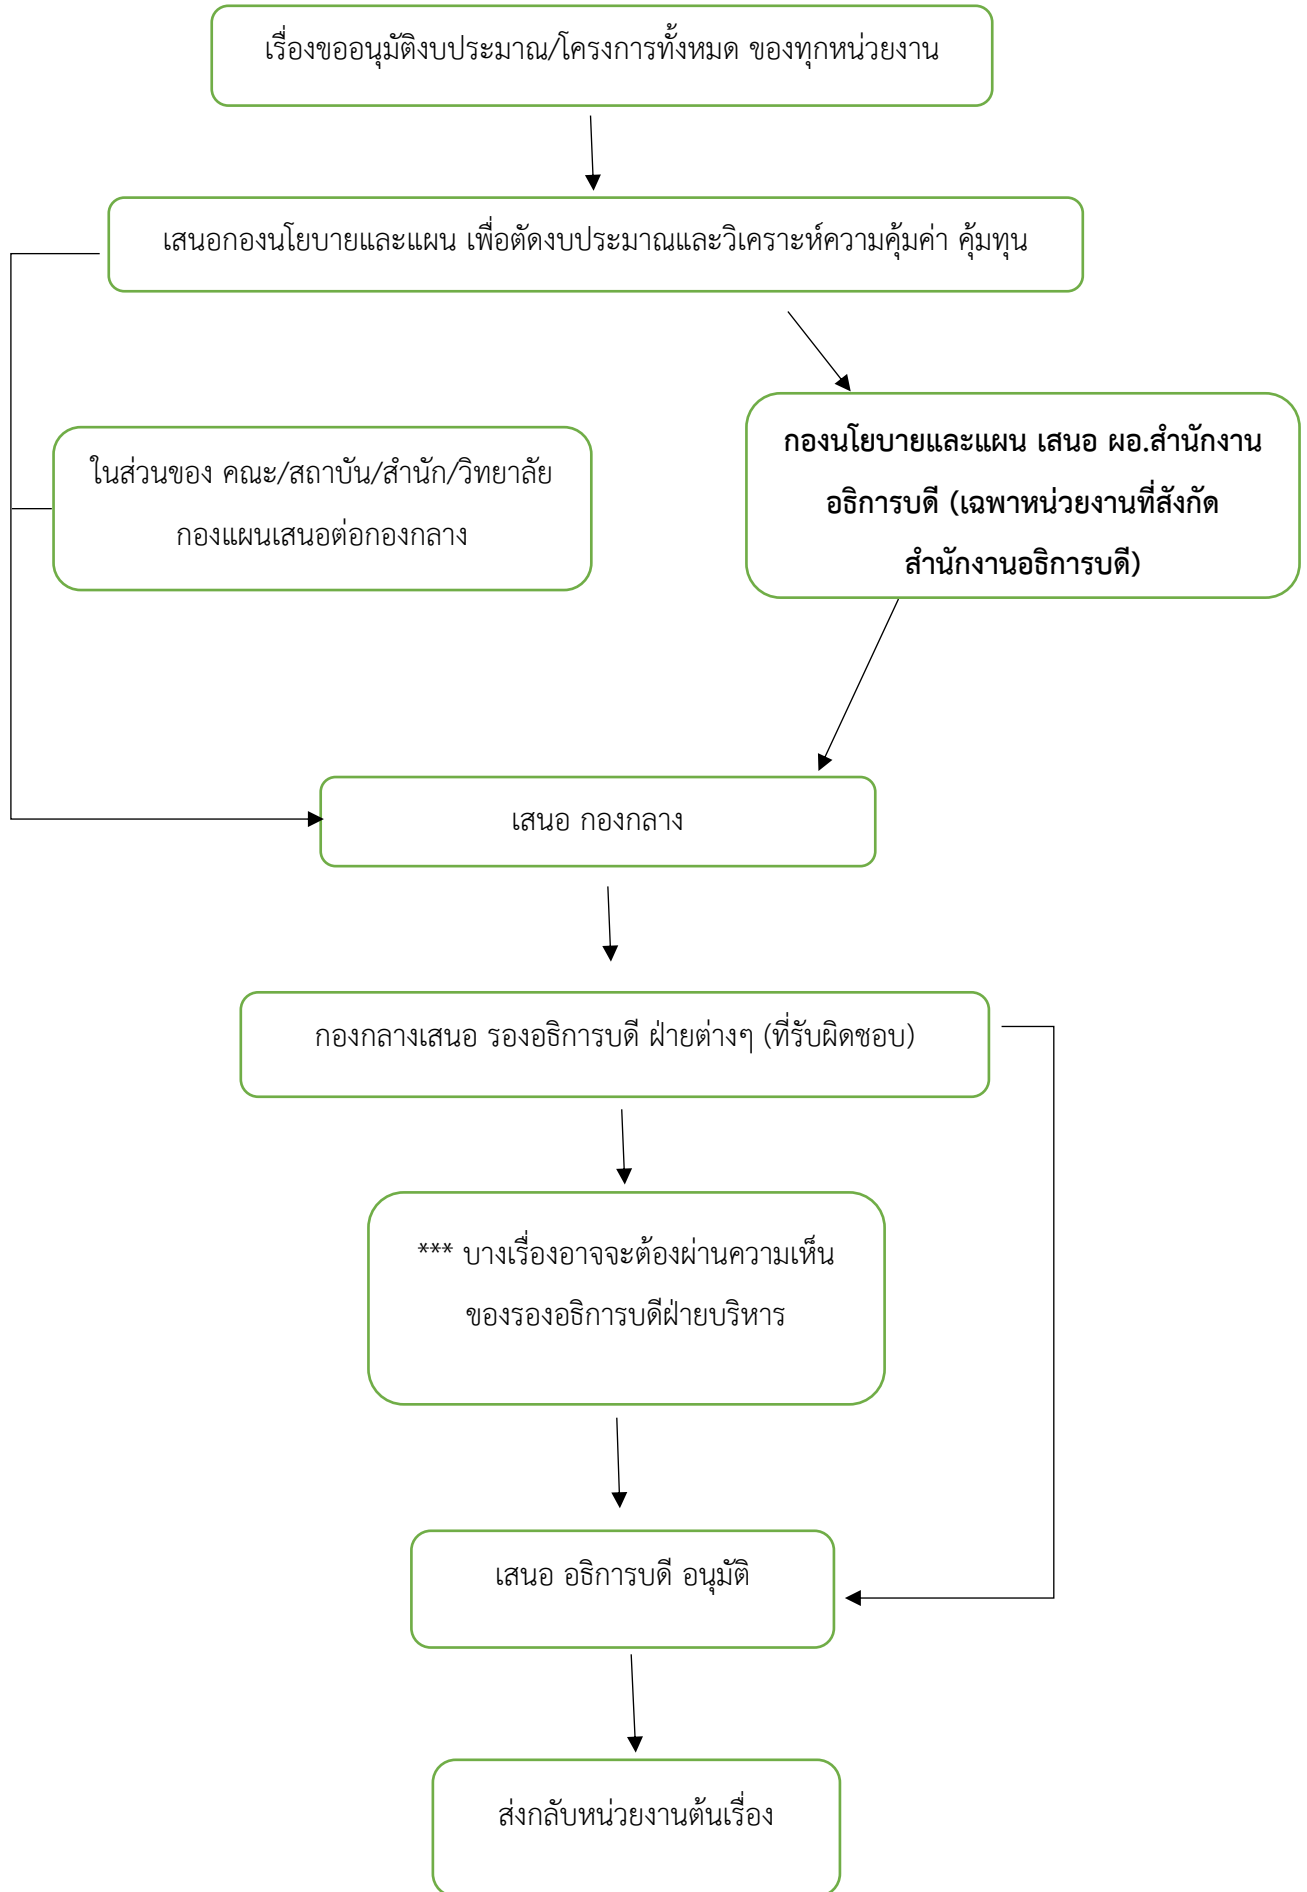 เรื่องขออนุมัติงบประมาณ/โครงการทั้งหมด ของทุกหน่วยงาน
เสนอกองนโยบายและแผน เพื่อตัดงบประมาณและวิเคราะห์ความคุ้มค่า คุ้มทุน
ในส่วนของ คณะ/สถาบัน/สำนัก/วิทยาลัย
กองแผนเสนอต่อกองกลาง
กองนโยบายและแผน เสนอ ผอ.สำนักงาน
อธิการบดี (เฉพาหน่วยงานที่สังกัด
สำนักงานอธิการบดี)
เสนอ กองกลาง
กองกลางเสนอ รองอธิการบดี ฝ่ายต่างๆ (ที่รับผิดชอบ)
*** บางเรื่องอาจจะต้องผ่านความเห็น
ของรองอธิการบดีฝ่ายบริหาร
เสนอ อธิการบดี อนุมัติ
ส่งกลับหน่วยงานต้นเรื่อง